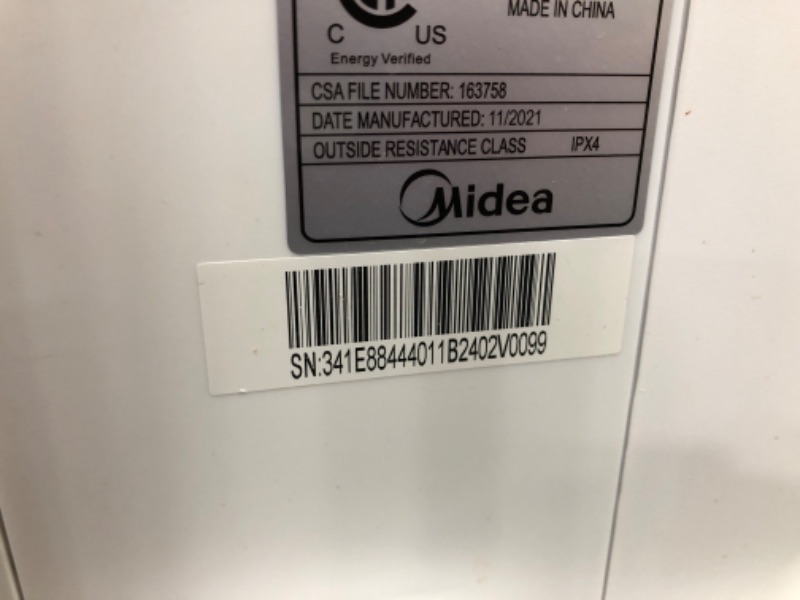 MADE IN CHINA
C US
Energy Verified
CSA FILE NUMBER: 163758
DATE MANUFACTURED: 11/2021
OUTSIDE RESISTANCE CLASS IPX4
Midea
SN:341E88444011B2402V0099